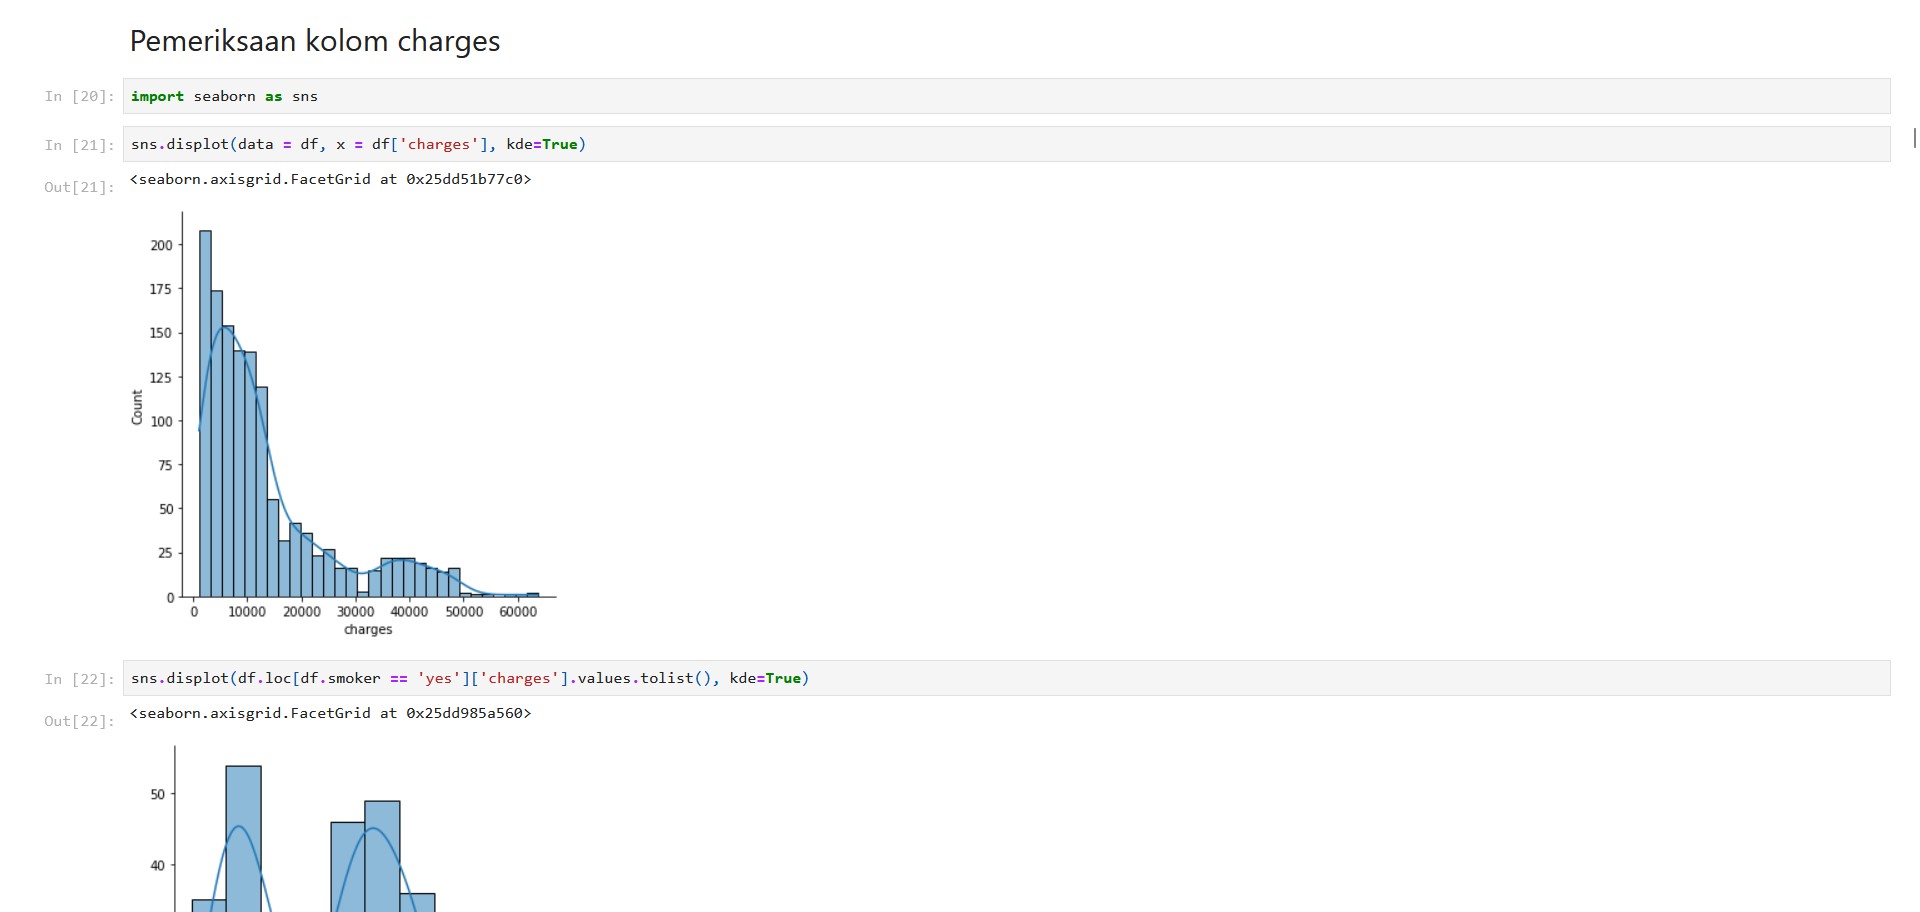 Pemeriksaan kolom charges
In [20]: import seaborn as sns
In [21]: sns.displot(data = df, x = df['charges'], kde=True)
Out[21]: <seaborn.axisgrid.FacetGrid at 0x25dd51b77c0>
200
175
150
125
100
75
50
25
0
Count
0 10000 20000 30000 40000 50000 60000
charges
In [22]: sns.displot(df.loc[df.smoker == 'yes']['charges'].values.tolist(), kde=True)
Out[22]: <seaborn.axisgrid.FacetGrid at 0x25dd985a560>
50
40